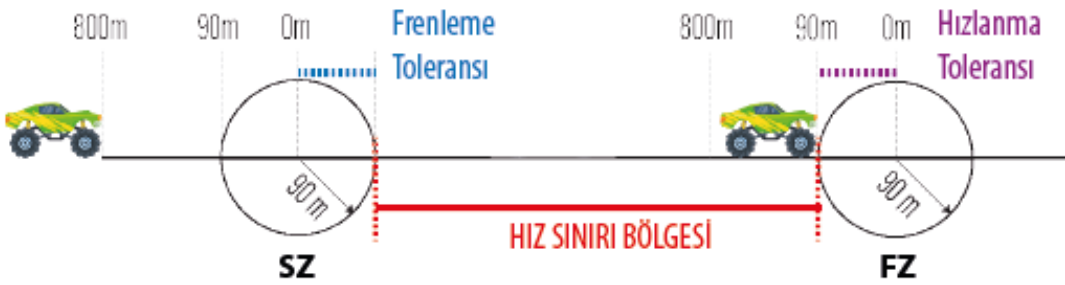 800m 90m 0m Frenleme Toleransı
800m 90m 0m Hızlanma Toleransı
90 m
90 m
HIZ SINIRI BÖLGESİ
SZ
FZ